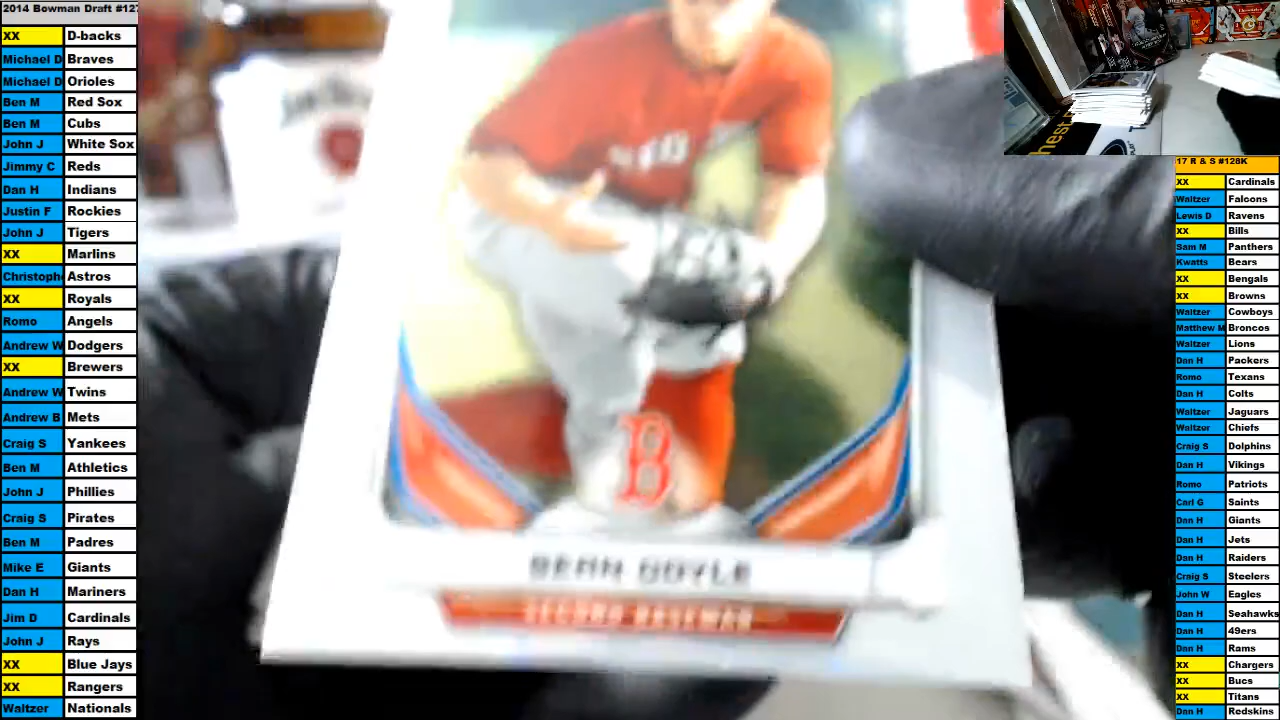 2014 Bowman Draft #127
XX D-backs
Michael D Braves
Michael D Orioles
Ben M Red Sox
Ben M Cubs
John J White Sox
Jimmy C Reds
Dan H Indians
Justin F Rockies
John J Tigers
XX Marlins
Christoph Astros
XX Royals
Romo Angels
Andrew W Dodgers
XX Brewers
Andrew W Twins
Andrew B Mets
Craig S Yankees
Ben M Athletics
John J Phillies
Craig S Pirates
Ben M Padres
Mike E Giants
Dan H Mariners
Jim D Cardinals
John J Rays
XX Blue Jays
XX Rangers
Waltzer Nationals
10
B
17 R & S #128K
XX Cardinals
Waltzer Falcons
Lewis D Ravens
XX Bills
Sam M Panthers
Kwatts Bears
XX Bengals
XX Browns
Waltzer Cowboys
Matthew M Broncos
Waltzer Lions
Dan H Packers
Romo Texans
Dan H Colts
Waltzer Jaguars
Waltzer Chiefs
Craig S Dolphins
Dan H Vikings
Romo Patriots
Carl G Saints
Dan H Giants
Dan H Jets
Dan H Raiders
Craig S Steelers
John W Eagles
Dan H Seahawks
Dan H 49ers
Dan H Rams
XX Chargers
XX Bucs
XX Titans
Dan H Redskins